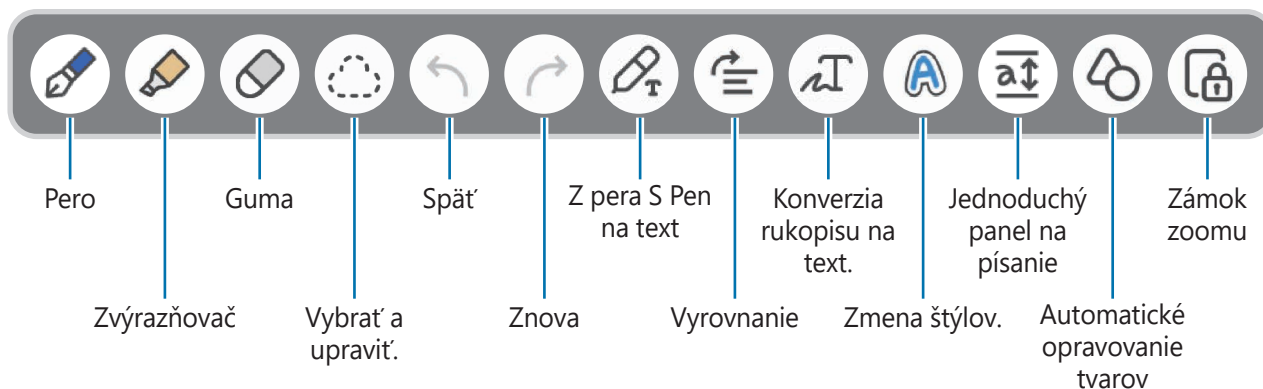 Pero
Guma
Späť
Z pera S Pen
na text
Konverzia
rukopisu na
text.
Jednoduchý
panel na
písanie
Zámok
zoomu
Zvýrazňovač
Vybrať a
upraviť.
Znova
Vyrovnanie
Zmena štýlov.
Automatické
opravovanie
tvarov